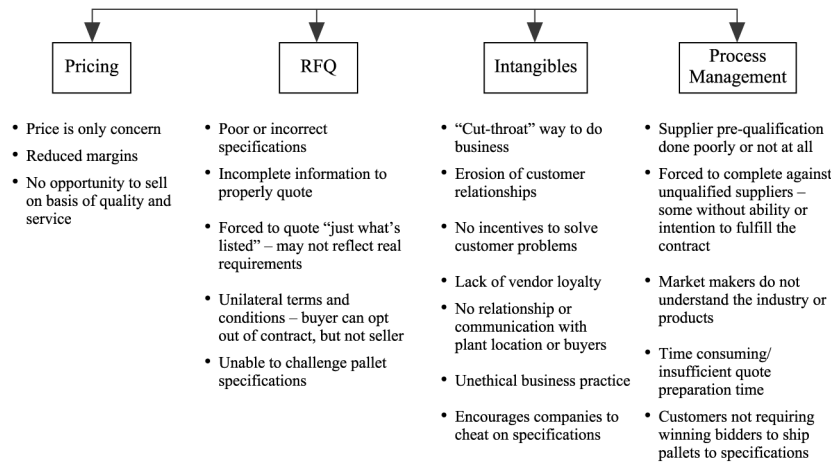 Pricing
• Price is only concern
• Reduced margins
• No opportunity to sell
on basis of quality and
service
RFQ
• Poor or incorrect
specifications
• Incomplete information to
properly quote
• Forced to quote “just what’s
listed” – may not reflect real
requirements
• Unilateral terms and
conditions – buyer can opt
out of contract, but not seller
• Unable to challenge pallet
specifications
Intangibles
• “Cut-throat” way to do
business
• Erosion of customer
relationships
• No incentives to solve
customer problems
• Lack of vendor loyalty
• No relationship or
communication with
plant location or buyers
• Unethical business practice
• Encourages companies to
cheat on specifications
Process
Management
• Supplier pre-qualification
done poorly or not at all
• Forced to complete against
unqualified suppliers –
some without ability or
intention to fulfill the
contract
• Market makers do not
understand the industry or
products
• Time consuming/
insufficient quote
preparation time
• Customers not requiring
winning bidders to ship
pallets to specifications